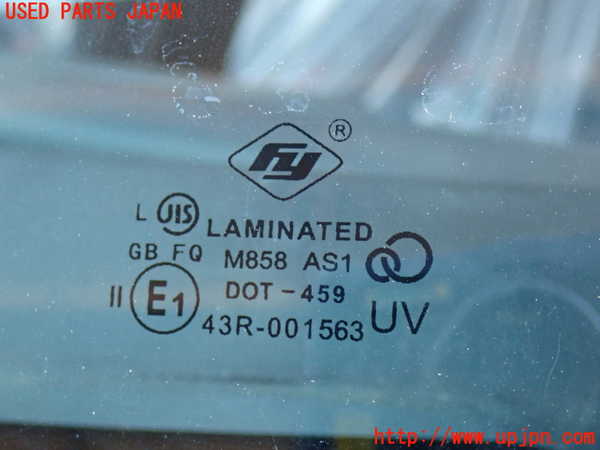 USED PARTS JAPAN
FY ®
L JIS LAMINATED
GB FQ M858 AS1
II E1 DOT-459
43R-001563 UV
http://www.upjpn.com/